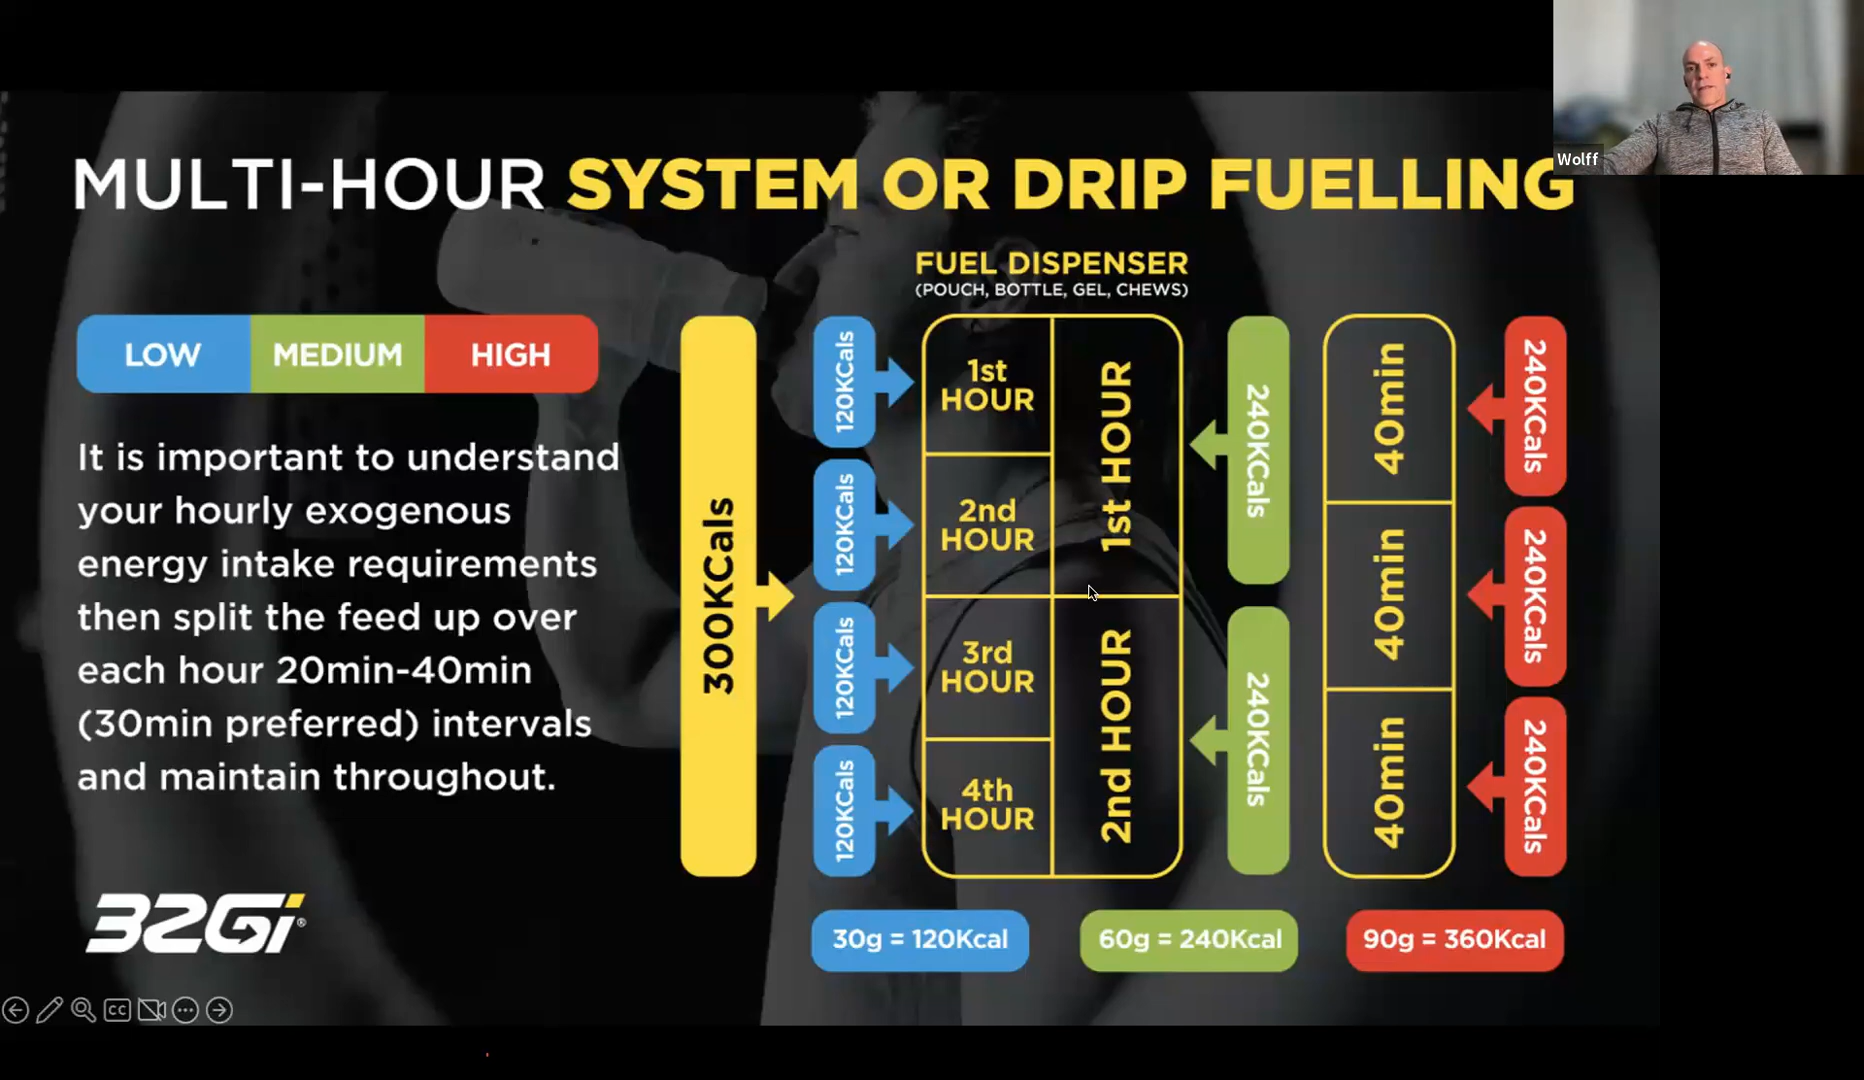 Wolff
MULTI-HOUR SYSTEM OR DRIP FUELLING
FUEL DISPENSER
(POUCH, BOTTLE, GEL, CHEWS)
LOW MEDIUM HIGH
It is important to understand
your hourly exogenous
energy intake requirements
then split the feed up over
each hour 20min-40min
(30min preferred) intervals
and maintain throughout.
300KCals
120KCals
120KCals
120KCals
120KCals
1st
HOUR
2nd
HOUR
3rd
HOUR
4th
HOUR
1st HOUR
2nd HOUR
240KCals
240KCals
40min
40min
40min
240KCals
240KCals
240KCals
30g = 120Kcal
60g = 240Kcal
90g = 360Kcal
32Gi®
CC